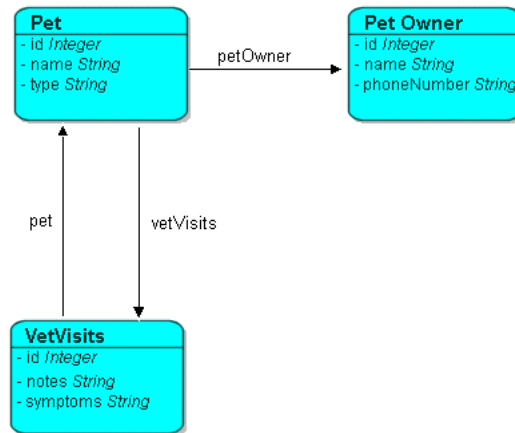 Pet
- id Integer
- name String
- type String
petOwner
Pet Owner
- id Integer
- name String
- phoneNumber String
pet
vetVisits
VetVisits
- id Integer
- notes String
- symptoms String